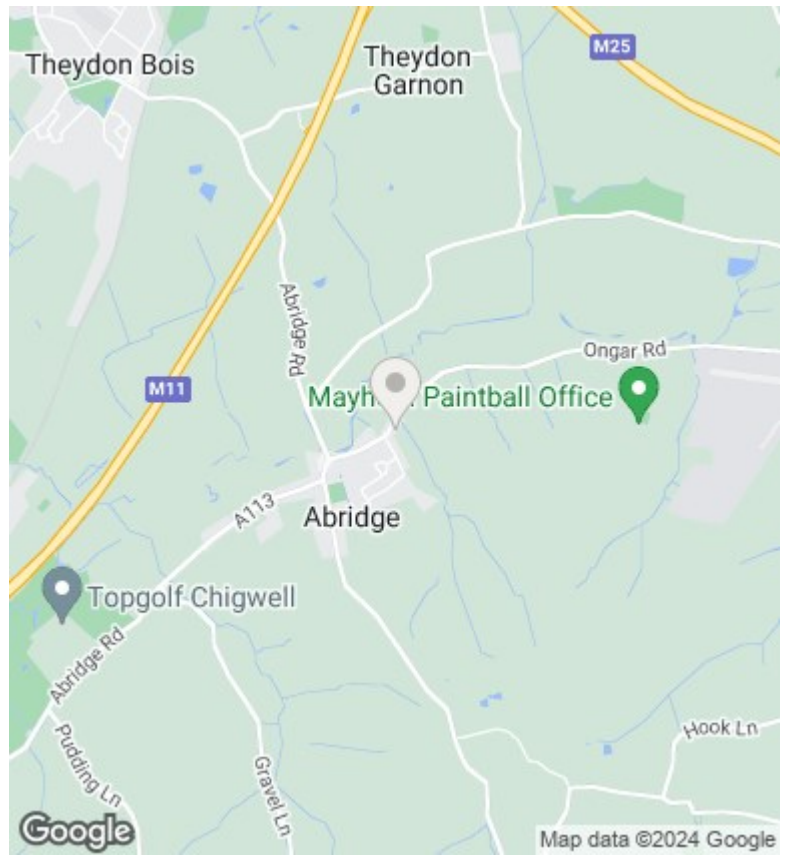 Theydon Bois
Theydon
Garnon
M25
Abridge Rd
Ongar Rd
M11
Paintball Office
A113
Abridge
Topgolf Chigwell
Abridge Rd
Pudding Ln
Gravel Ln
Hook Ln
Google
Map data ©2024 Google